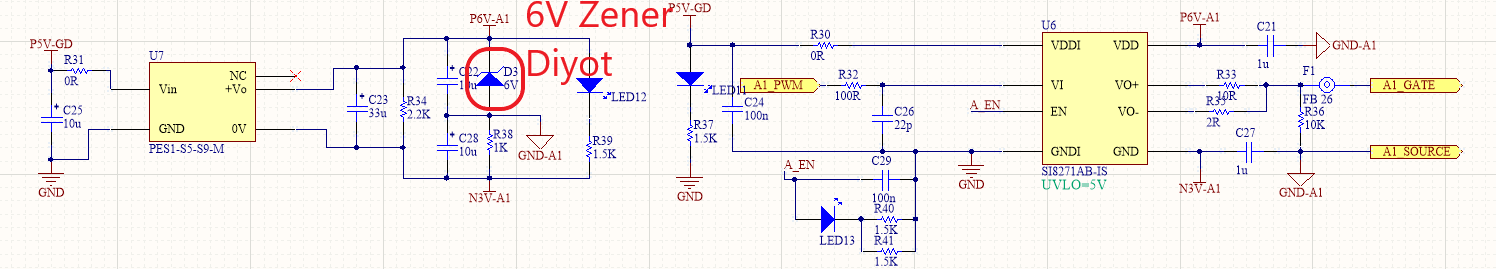 6V Zener
Diyot
P5V-GD
R31
0R
C25
10u
GND
U7
Vin
GND
NC
+Vo
0V
PES1-S5-S9-M
C23
33u
R34
2.2K
P6V-A1
C22
10u
D3
6V
C28
10u
R38
1K
GND-A1
N3V-A1
LED12
R39
1.5K
P5V-GD
LED11
R37
1.5K
GND
C24
100n
R30
0R
A1_PWM
R32
100R
C26
22p
A_EN
A_EN
C29
100n
LED13
R40
1.5K
R41
1.5K
GND
U6
VDDI
VI
EN
GNDI
VDD
VO+
VO-
GND
SI8271AB-IS
UVLO=5V
P6V-A1
C21
1u
GND-A1
R33
10R
R35
2R
F1
FB 26
R36
10K
C27
1u
N3V-A1
GND-A1
A1_GATE
A1_SOURCE